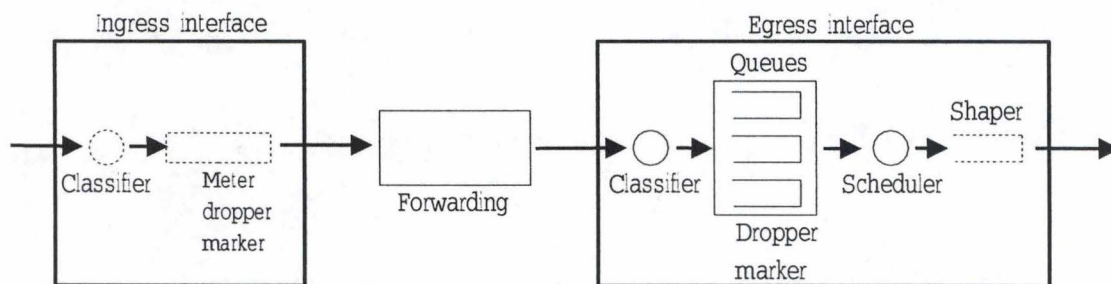 Ingress interface
Egress interface
Queues
Shaper
Classifier
Meter
dropper
marker
Forwarding
Classifier
Scheduler
Dropper
marker